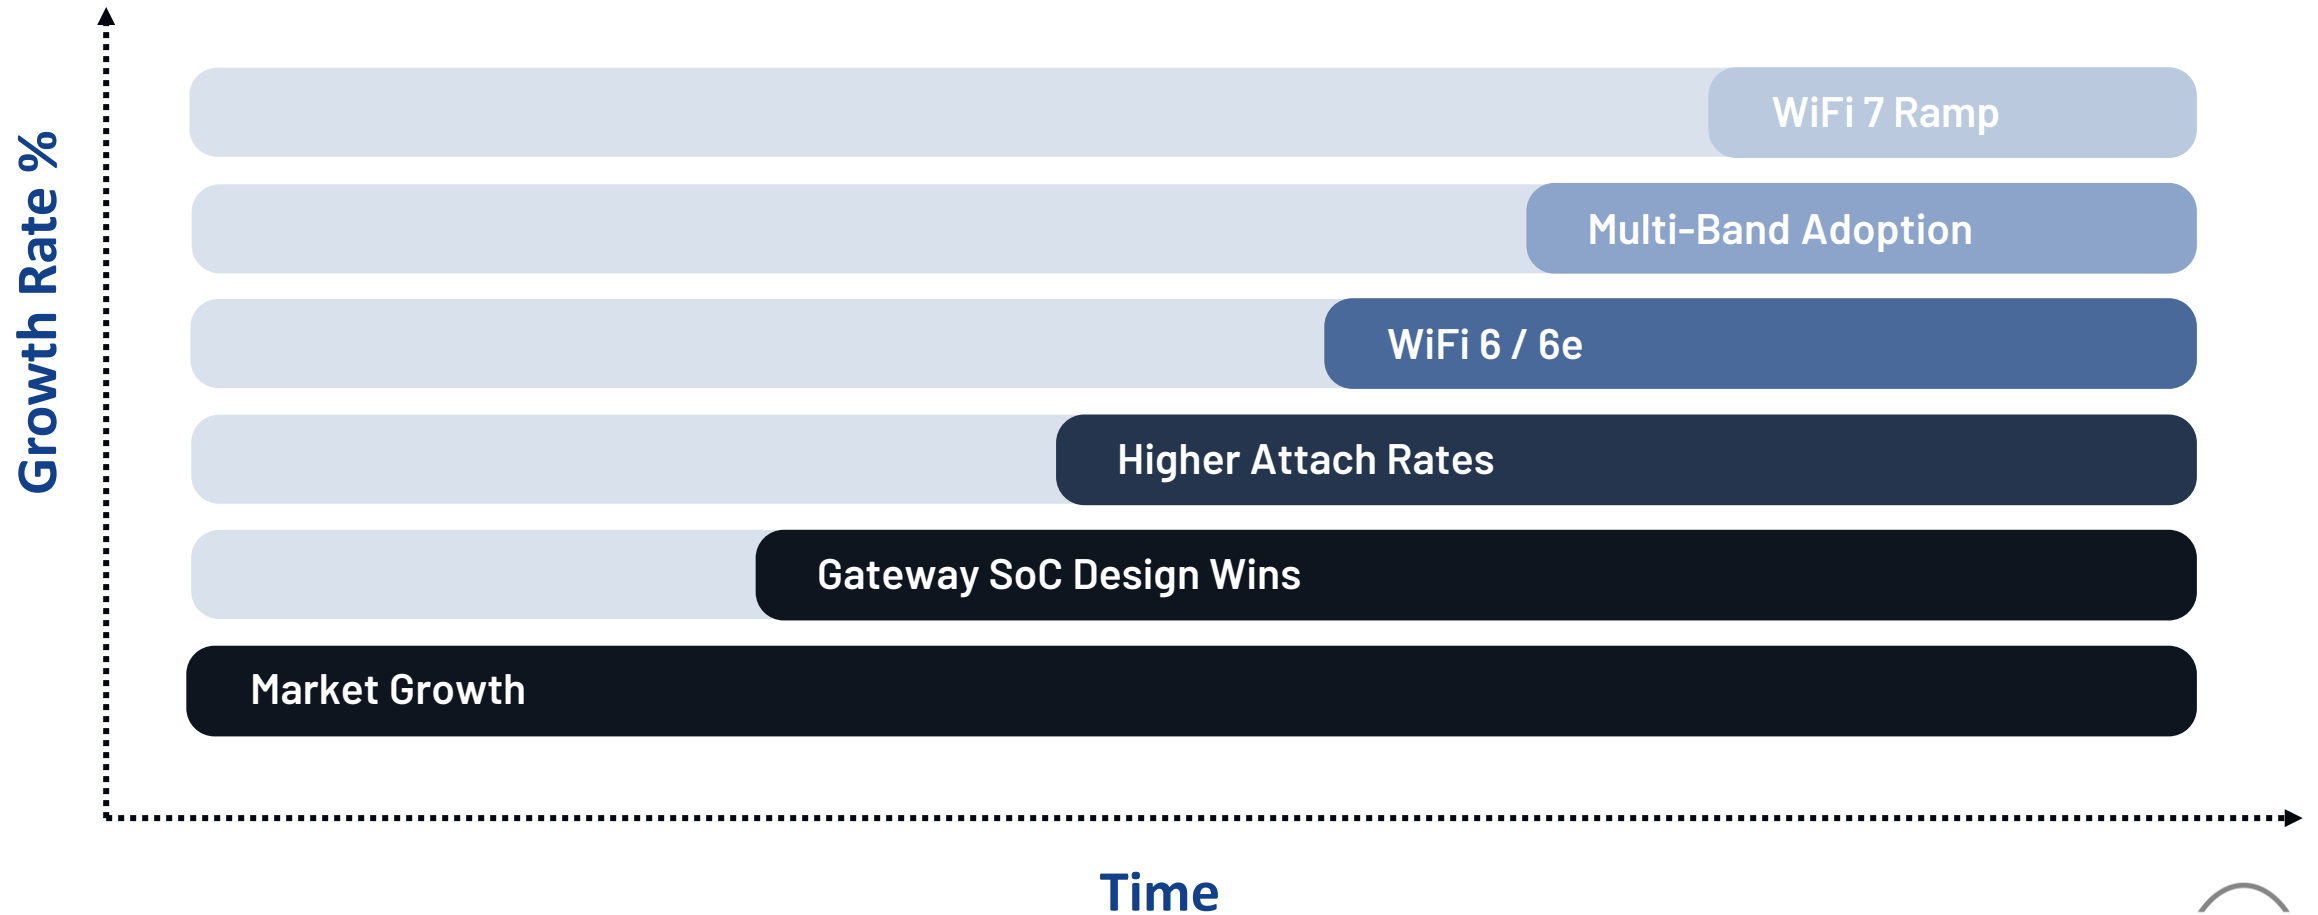 Growth Rate %
WiFi 7 Ramp
Multi-Band Adoption
WiFi 6 / 6e
Higher Attach Rates
Gateway SoC Design Wins
Market Growth
Time